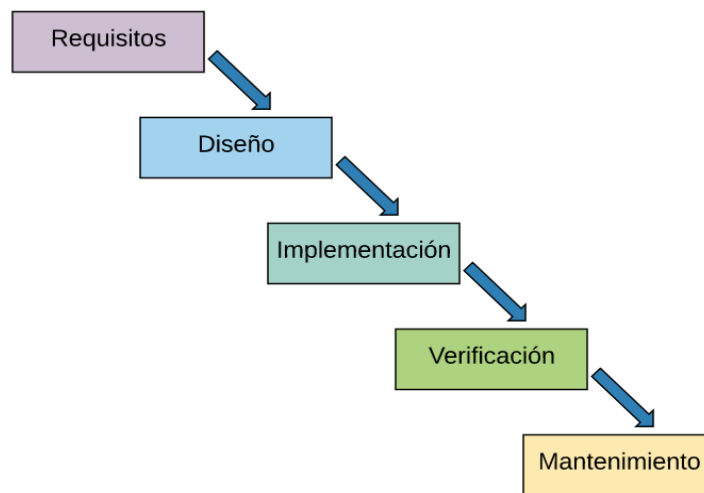 Requisitos
Diseño
Implementación
Verificación
Mantenimiento